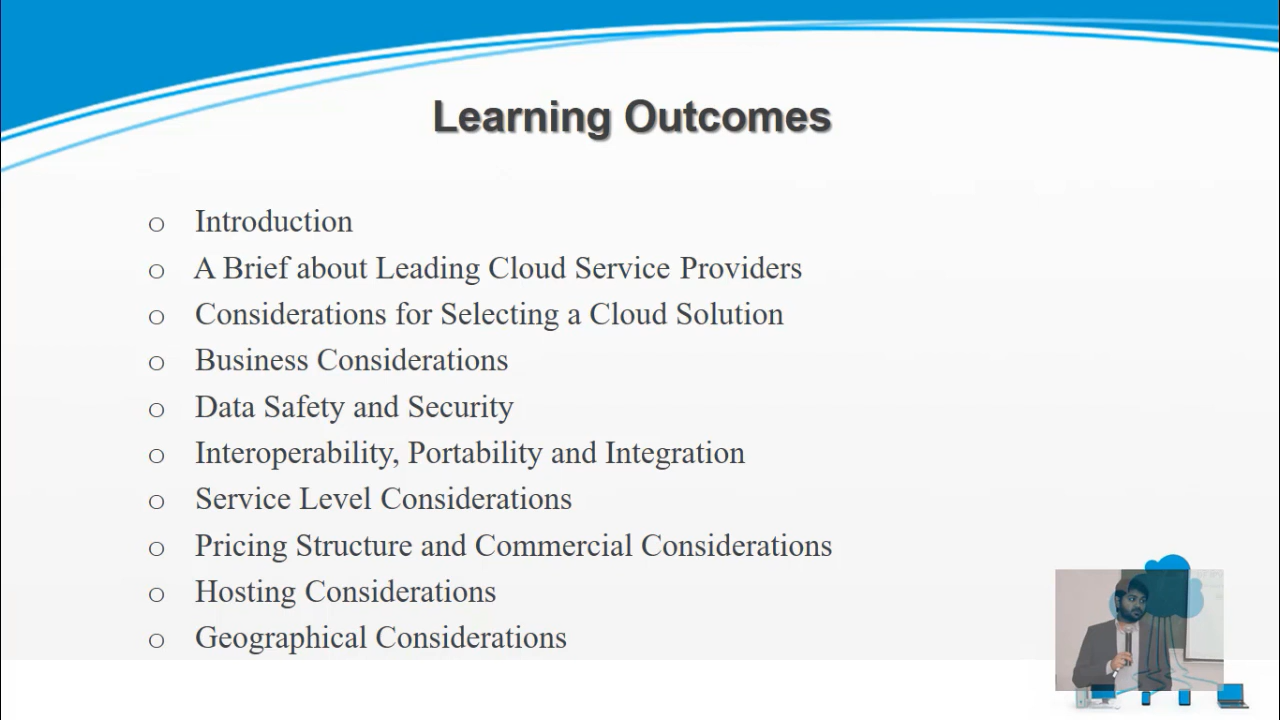 Learning Outcomes
o Introduction
o A Brief about Leading Cloud Service Providers
o Considerations for Selecting a Cloud Solution
o Business Considerations
o Data Safety and Security
o Interoperability, Portability and Integration
o Service Level Considerations
o Pricing Structure and Commercial Considerations
o Hosting Considerations
o Geographical Considerations